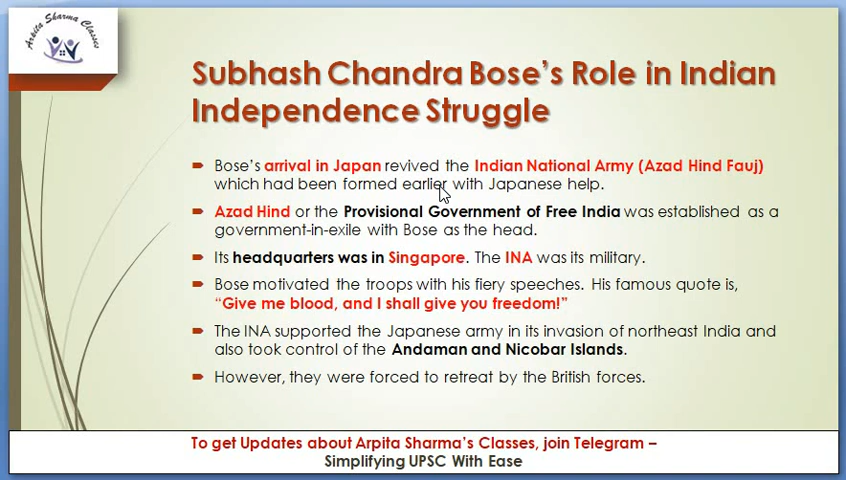 Arpita Sharma Classes
Subhash Chandra Bose's Role in Indian
Independence Struggle
Bose's arrival in Japan revived the Indian National Army (Azad Hind Fauj)
which had been formed earlier with Japanese help.
Azad Hind or the Provisional Government of Free India was established as a
government-in-exile with Bose as the head.
Its headquarters was in Singapore. The INA was its military.
Bose motivated the troops with his fiery speeches. His famous quote is,
“Give me blood, and I shall give you freedom!”
The INA supported the Japanese army in its invasion of northeast India and
also took control of the Andaman and Nicobar Islands.
However, they were forced to retreat by the British forces.
To get Updates about Arpita Sharma's Classes, join Telegram –
Simplifying UPSC With Ease